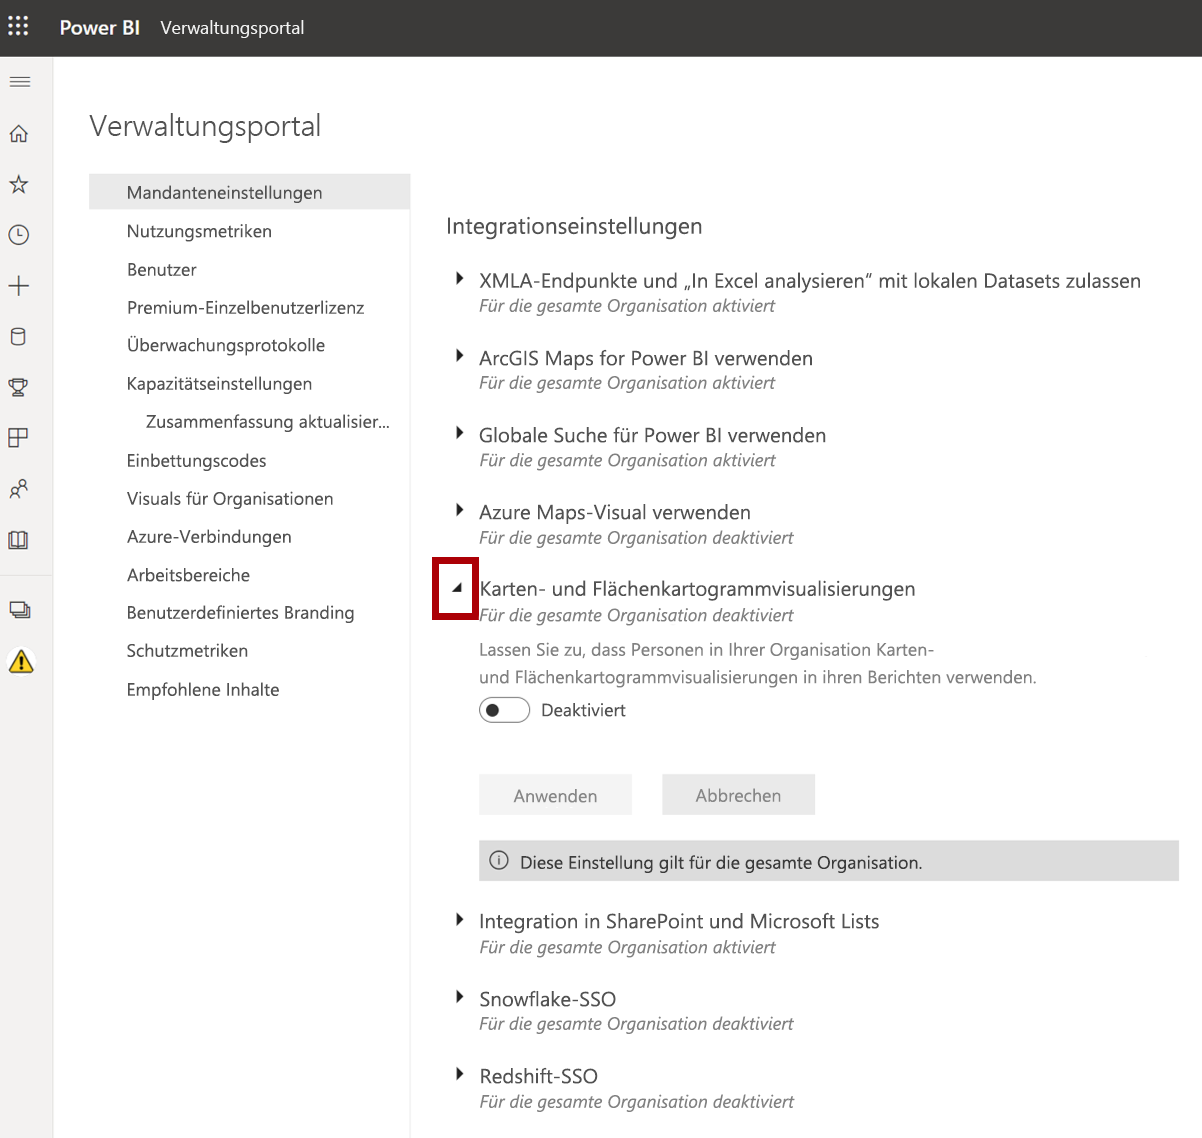 Power BI Verwaltungsportal
Verwaltungsportal
Mandanteneinstellungen
Nutzungsmetriken
Benutzer
Premium-Einzelbenutzerlizenz
Überwachungsprotokolle
Kapazitätseinstellungen
Zusammenfassung aktualisier...
Einbettungscodes
Visuals für Organisationen
Azure-Verbindungen
Arbeitsbereiche
Benutzerdefiniertes Branding
Schutzmetriken
Empfohlene Inhalte
Integrationseinstellungen
XMLA-Endpunkte und „In Excel analysieren“ mit lokalen Datasets zulassen
Für die gesamte Organisation aktiviert
ArcGIS Maps for Power BI verwenden
Für die gesamte Organisation aktiviert
Globale Suche für Power BI verwenden
Für die gesamte Organisation aktiviert
Azure Maps-Visual verwenden
Für die gesamte Organisation deaktiviert
Karten- und Flächenkartogrammvisualisierungen
Für die gesamte Organisation deaktiviert
Lassen Sie zu, dass Personen in Ihrer Organisation Karten-
und Flächenkartogrammvisualisierungen in ihren Berichten verwenden.
Deaktiviert
Anwenden Abbrechen
Diese Einstellung gilt für die gesamte Organisation.
Integration in SharePoint und Microsoft Lists
Für die gesamte Organisation aktiviert
Snowflake-SSO
Für die gesamte Organisation deaktiviert
Redshift-SSO
Für die gesamte Organisation deaktiviert